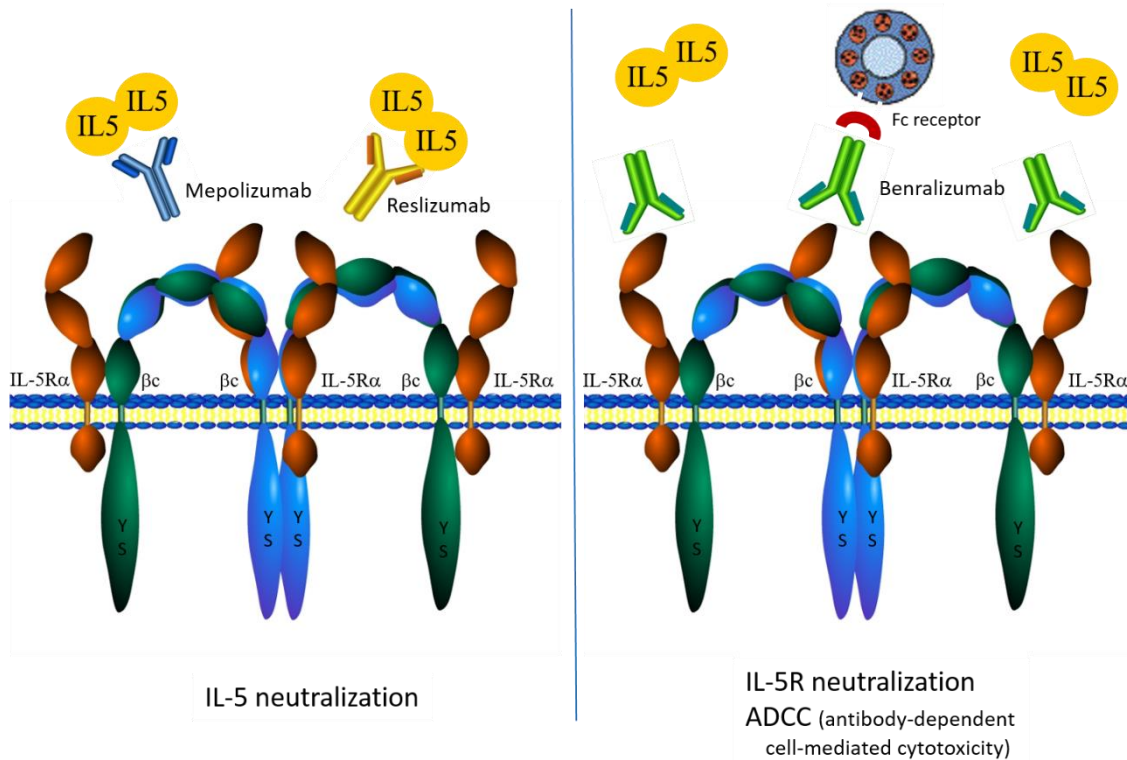 IL5
IL5
IL5
IL5
Mepolizumab
Reslizumab
IL-5Rα
βc
βc
IL-5Rα
βc
IL-5Rα
Y
S
Y
S
Y
S
Y
S
IL-5 neutralization
IL5
IL5
IL5
IL5
Fc receptor
Benralizumab
IL-5Rα
βc
βc
IL-5Rα
βc
IL-5Rα
Y
S
Y
S
Y
S
Y
S
IL-5R neutralization
ADCC (antibody-dependent
cell-mediated cytotoxicity)